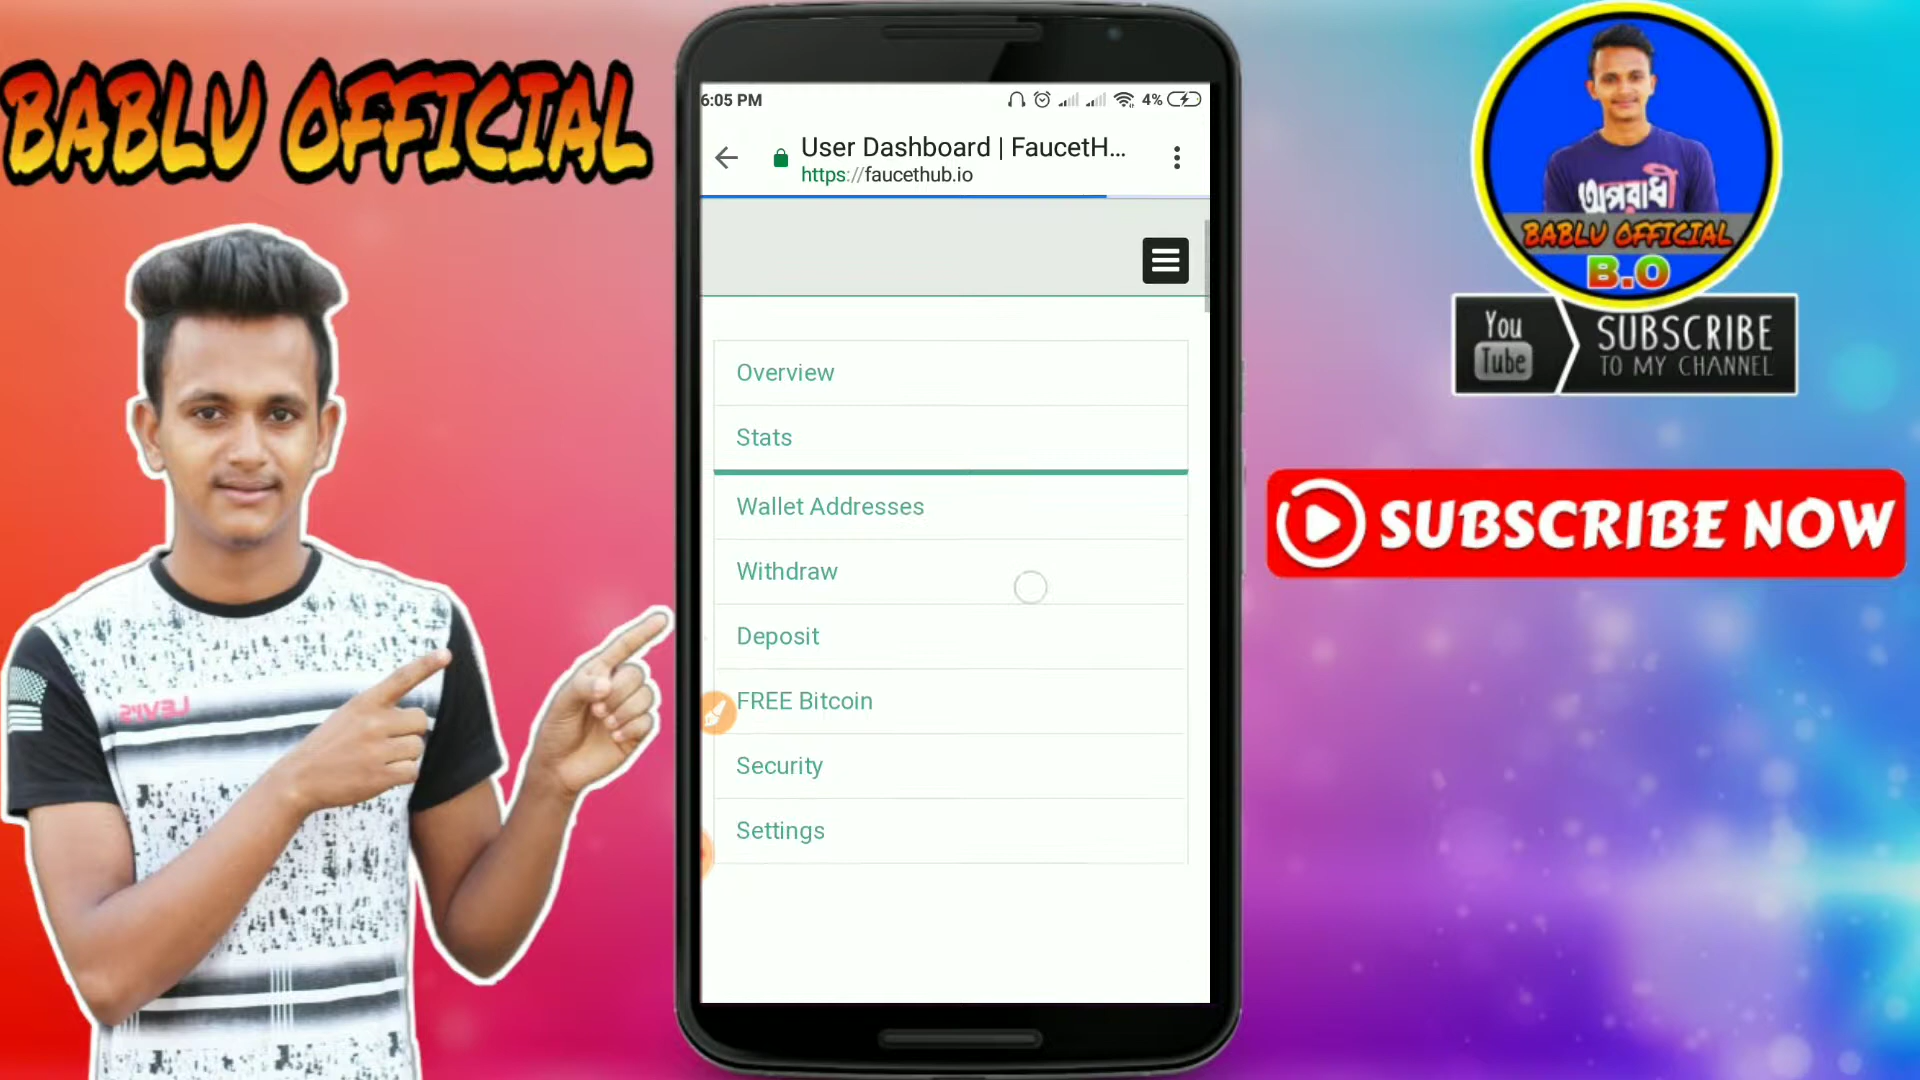 BABLU OFFICIAL
6:05 PM
4%
User Dashboard | FaucetH...
https://faucethub.io
Overview
Stats
Wallet Addresses
Withdraw
Deposit
FREE Bitcoin
Security
Settings
LEVI'S
অপরাধী
BABLU OFFICIAL
B.O
You
Tube
SUBSCRIBE
TO MY CHANNEL
SUBSCRIBE NOW